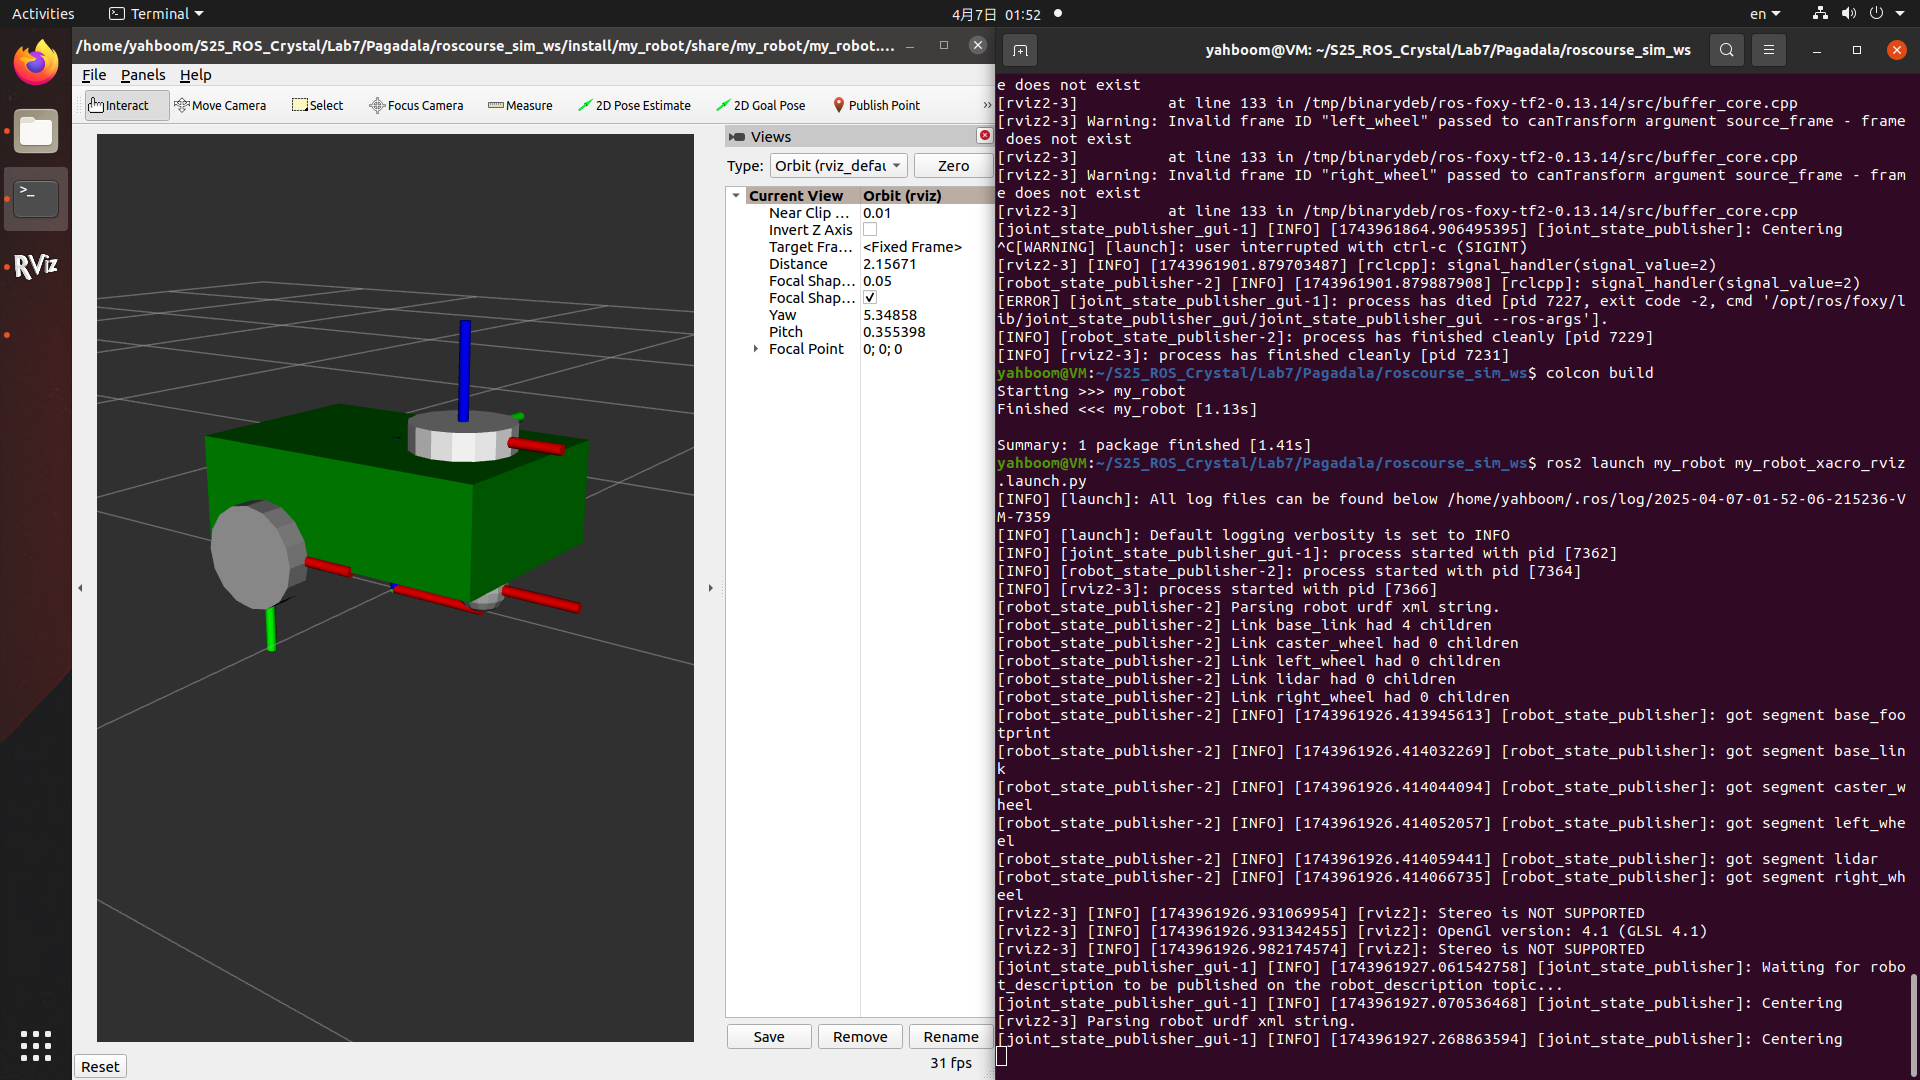 Activities
Terminal
4月7日 01:52
en
/home/yahboom/S25_ROS_Crystal/Lab7/Pagadala/roscourse_sim_ws/install/my_robot/share/my_robot/my_robot....
File Panels Help
Interact
Move Camera
Select
Focus Camera
Measure
2D Pose Estimate
2D Goal Pose
Publish Point
»
RViz
Views
Type: Orbit (rviz_defau
Zero
Current View Orbit (rviz)
Near Clip ... 0.01
Invert Z Axis
Target Fra... <Fixed Frame>
Distance 2.15671
Focal Shap... 0.05
Focal Shap... ✓
Yaw 5.34858
Pitch 0.355398
Focal Point 0; 0; 0
Save
Remove
Rename
Reset
31 fps
yahboom@VM: ~/S25_ROS_Crystal/Lab7/Pagadala/roscourse_sim_ws
e does not exist
[rviz2-3]          at line 133 in /tmp/binarydeb/ros-foxy-tf2-0.13.14/src/buffer_core.cpp
[rviz2-3] Warning: Invalid frame ID "left_wheel" passed to canTransform argument source_frame - frame
 does not exist
[rviz2-3]          at line 133 in /tmp/binarydeb/ros-foxy-tf2-0.13.14/src/buffer_core.cpp
[rviz2-3] Warning: Invalid frame ID "right_wheel" passed to canTransform argument source_frame - fram
e does not exist
[rviz2-3]          at line 133 in /tmp/binarydeb/ros-foxy-tf2-0.13.14/src/buffer_core.cpp
[joint_state_publisher_gui-1] [INFO] [1743961864.906495395] [joint_state_publisher]: Centering
^C[WARNING] [launch]: user interrupted with ctrl-c (SIGINT)
[rviz2-3] [INFO] [1743961901.879703487] [rclcpp]: signal_handler(signal_value=2)
[robot_state_publisher-2] [INFO] [1743961901.879887908] [rclcpp]: signal_handler(signal_value=2)
[ERROR] [joint_state_publisher_gui-1]: process has died [pid 7227, exit code -2, cmd '/opt/ros/foxy/l
ib/joint_state_publisher_gui/joint_state_publisher_gui --ros-args'].
[INFO] [robot_state_publisher-2]: process has finished cleanly [pid 7229]
[INFO] [rviz2-3]: process has finished cleanly [pid 7231]
yahboom@VM:~/S25_ROS_Crystal/Lab7/Pagadala/roscourse_sim_ws$ colcon build
Starting >>> my_robot
Finished <<< my_robot [1.13s]
Summary: 1 package finished [1.41s]
yahboom@VM:~/S25_ROS_Crystal/Lab7/Pagadala/roscourse_sim_ws$ ros2 launch my_robot my_robot_xacro_rviz
.launch.py
[INFO] [launch]: All log files can be found below /home/yahboom/.ros/log/2025-04-07-01-52-06-215236-V
M-7359
[INFO] [launch]: Default logging verbosity is set to INFO
[INFO] [joint_state_publisher_gui-1]: process started with pid [7362]
[INFO] [robot_state_publisher-2]: process started with pid [7364]
[INFO] [rviz2-3]: process started with pid [7366]
[robot_state_publisher-2] Parsing robot urdf xml string.
[robot_state_publisher-2] Link base_link had 4 children
[robot_state_publisher-2] Link caster_wheel had 0 children
[robot_state_publisher-2] Link left_wheel had 0 children
[robot_state_publisher-2] Link lidar had 0 children
[robot_state_publisher-2] Link right_wheel had 0 children
[robot_state_publisher-2] [INFO] [1743961926.413945613] [robot_state_publisher]: got segment base_foo
tprint
[robot_state_publisher-2] [INFO] [1743961926.414032269] [robot_state_publisher]: got segment base_lin
k
[robot_state_publisher-2] [INFO] [1743961926.414044094] [robot_state_publisher]: got segment caster_w
heel
[robot_state_publisher-2] [INFO] [1743961926.414052057] [robot_state_publisher]: got segment left_whe
el
[robot_state_publisher-2] [INFO] [1743961926.414059441] [robot_state_publisher]: got segment lidar
[robot_state_publisher-2] [INFO] [1743961926.414066735] [robot_state_publisher]: got segment right_wh
eel
[rviz2-3] [INFO] [1743961926.931069954] [rviz2]: Stereo is NOT SUPPORTED
[rviz2-3] [INFO] [1743961926.931342455] [rviz2]: OpenGl version: 4.1 (GLSL 4.1)
[rviz2-3] [INFO] [1743961926.982174574] [rviz2]: Stereo is NOT SUPPORTED
[joint_state_publisher_gui-1] [INFO] [1743961927.061542758] [joint_state_publisher]: Waiting for robo
t_description to be published on the robot_description topic...
[joint_state_publisher_gui-1] [INFO] [1743961927.070536468] [joint_state_publisher]: Centering
[rviz2-3] Parsing robot urdf xml string.
[joint_state_publisher_gui-1] [INFO] [1743961927.268863594] [joint_state_publisher]: Centering